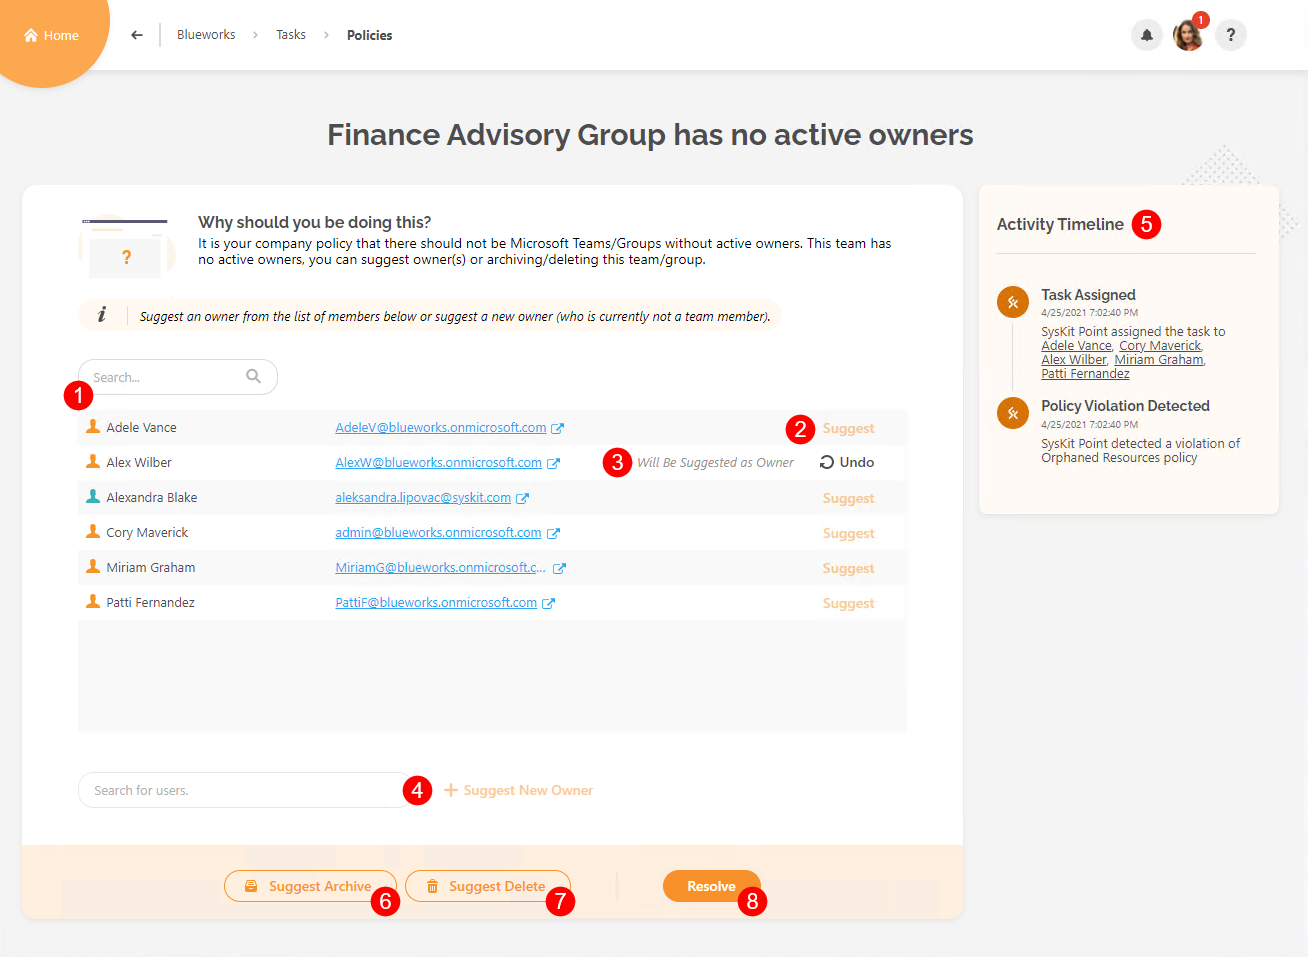 Home
Blueworks > Tasks > Policies
1
?
Finance Advisory Group has no active owners
?
Why should you be doing this?
It is your company policy that there should not be Microsoft Teams/Groups without active owners. This team has
no active owners, you can suggest owner(s) or archiving/deleting this team/group.
i
Suggest an owner from the list of members below or suggest a new owner (who is currently not a team member).
Search...
1
Adele Vance AdeleV@blueworks.onmicrosoft.com 2 Suggest
Alex Wilber AlexW@blueworks.onmicrosoft.com 3 Will Be Suggested as Owner Undo
Alexandra Blake aleksandra.lipovac@syskit.com Suggest
Cory Maverick admin@blueworks.onmicrosoft.com Suggest
Miriam Graham MiriamG@blueworks.onmicrosoft.c... Suggest
Patti Fernandez PattiF@blueworks.onmicrosoft.com Suggest
Search for users. 4 + Suggest New Owner
Suggest Archive 6 Suggest Delete 7 Resolve 8
Activity Timeline 5
Task Assigned
4/25/2021 7:02:40 PM
SysKit Point assigned the task to
Adele Vance, Cory Maverick,
Alex Wilber, Miriam Graham,
Patti Fernandez
Policy Violation Detected
4/25/2021 7:02:40 PM
SysKit Point detected a violation of
Orphaned Resources policy